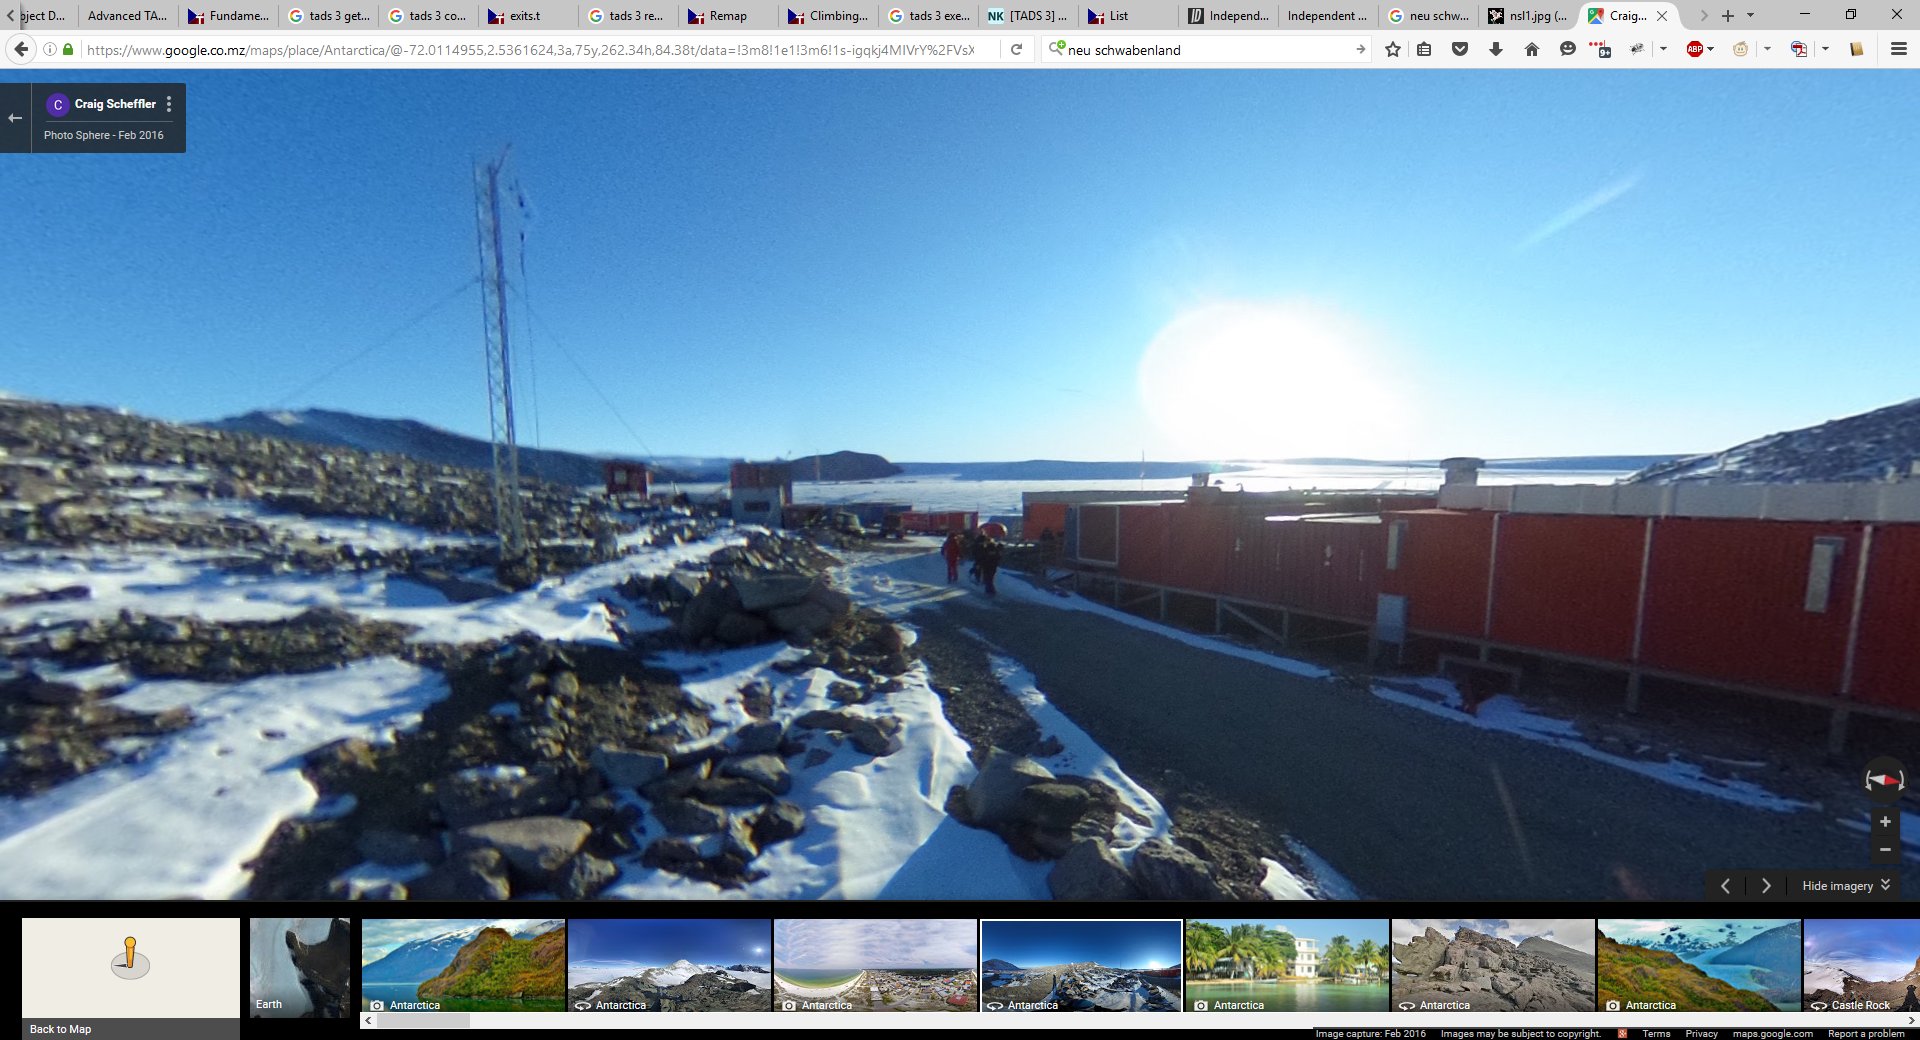 oject D...
Advanced TA...
Fundame...
tads 3 get...
tads 3 co...
exits.t
tads 3 re...
Remap
Climbing...
tads 3 exe...
NK [TADS 3] ...
List
Independ...
Independent ...
neu schw...
nsl1.jpg (...
Craig...
https://www.google.co.mz/maps/place/Antarctica/@-72.0114955,2.5361624,3a,75y,262.34h,84.38t/data=!3m8!1e1!3m6!1s-igqkj4MIVrY%2FVsX
neu schwabenland
9+
ABP
C Craig Scheffler
Photo Sphere - Feb 2016
Hide imagery
Back to Map
Earth
Antarctica
Antarctica
Antarctica
Antarctica
Antarctica
Antarctica
Antarctica
Castle Rock
Image capture: Feb 2016 Images may be subject to copyright. Terms Privacy maps.google.com Report a problem